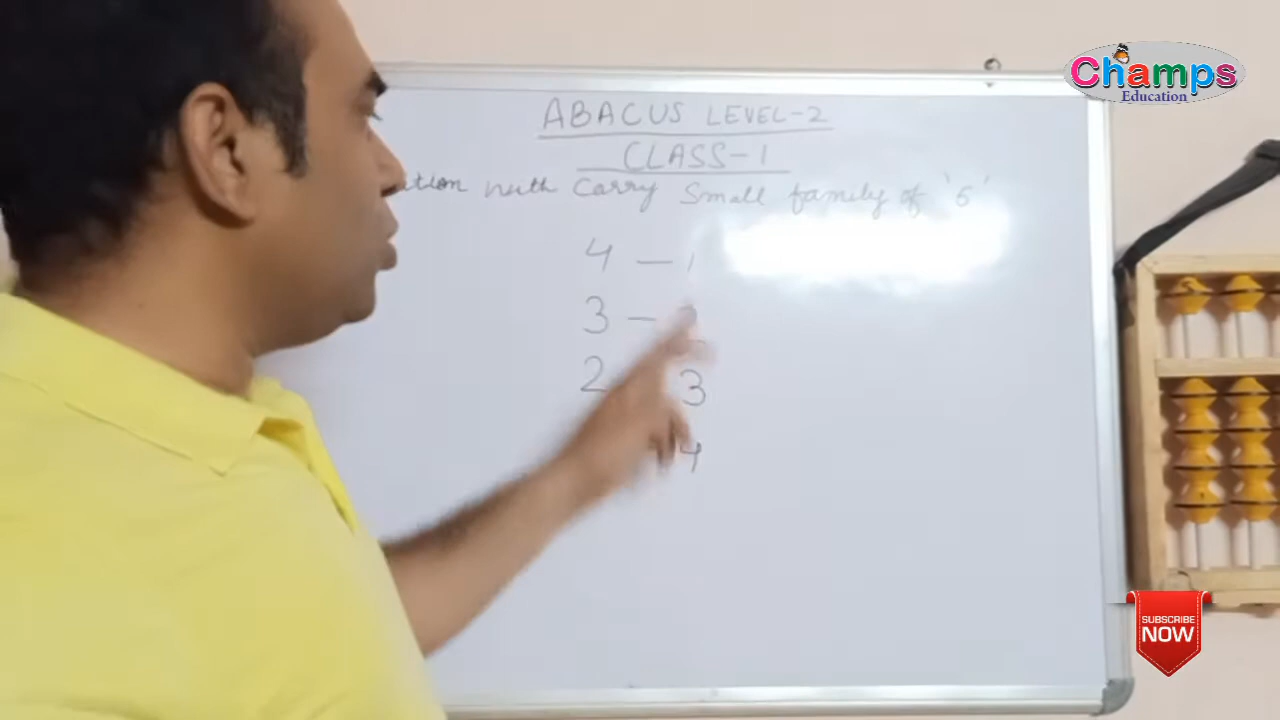 Champs
Education
ABACUS LEVEL-2
CLASS-1
with Carry Small family of '5'
4 — 1
3 —
2 3
4
SUBSCRIBE
NOW